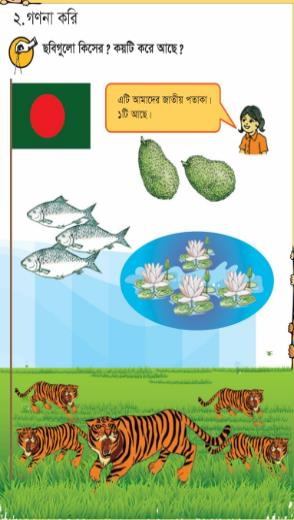 ২. গণনা করি
ছবিগুলো কিসের? কয়টি করে আছে?
এটি আমাদের জাতীয় পতাকা।
১টি আছে।